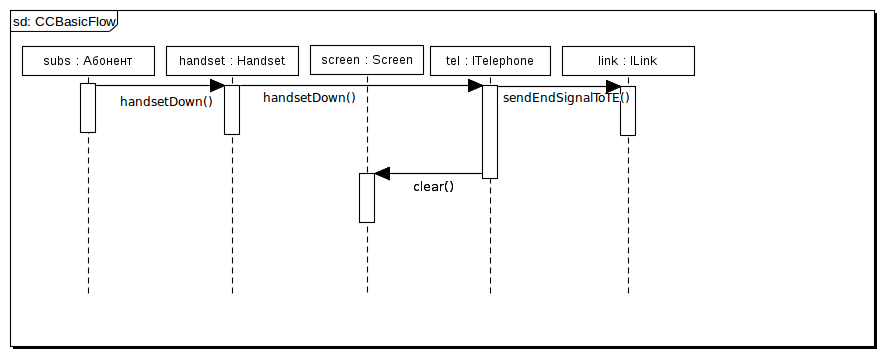 sd: CCBasicFlow
subs : Абонент
handset : Handset
screen : Screen
tel : ITelephone
link : ILink
handsetDown()
handsetDown()
sendEndSignalToTE()
clear()